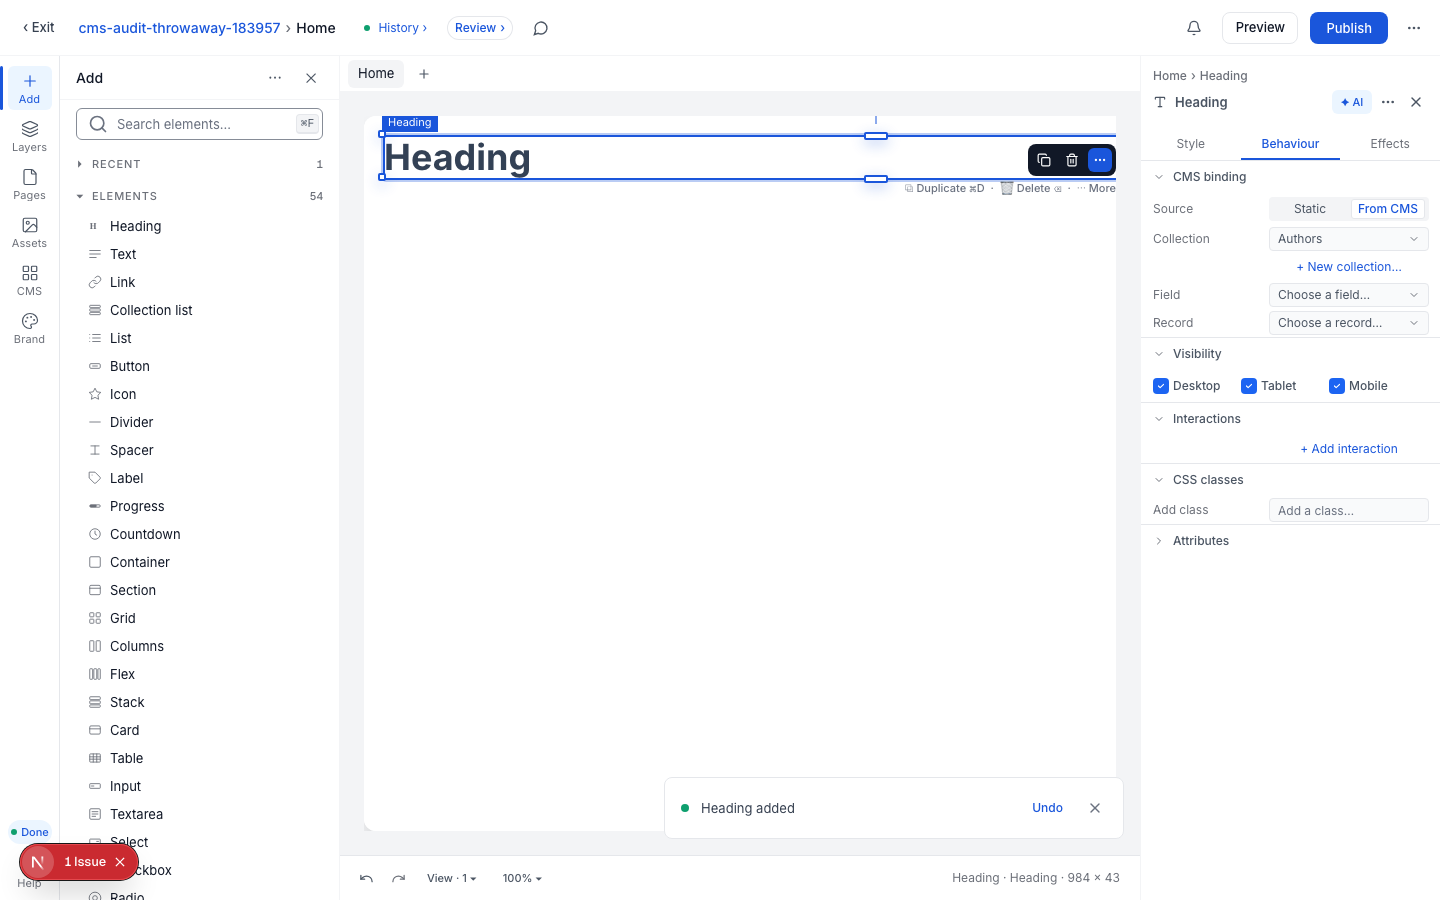 ‹ Exit
cms-audit-throwaway-183957 › Home
History ›
Review ›
Preview
Publish
Add
Layers
Pages
Assets
CMS
Brand
Done
1 Issue
Help
Add
Search elements...
⌘F
RECENT 1
ELEMENTS 54
Heading
Text
Link
Collection list
List
Button
Icon
Divider
Spacer
Label
Progress
Countdown
Container
Section
Grid
Columns
Flex
Stack
Card
Table
Input
Textarea
Select
ckbox
Radio
Home
Heading
Heading
Duplicate ⌘D · Delete ⌫ · ··· More
Heading added
Undo
View · 1
100%
Heading · Heading · 984 × 43
Home › Heading
Heading
AI
Style
Behaviour
Effects
CMS binding
Source Static From CMS
Collection Authors
+ New collection...
Field Choose a field...
Record Choose a record...
Visibility
Desktop Tablet Mobile
Interactions
+ Add interaction
CSS classes
Add class Add a class...
Attributes